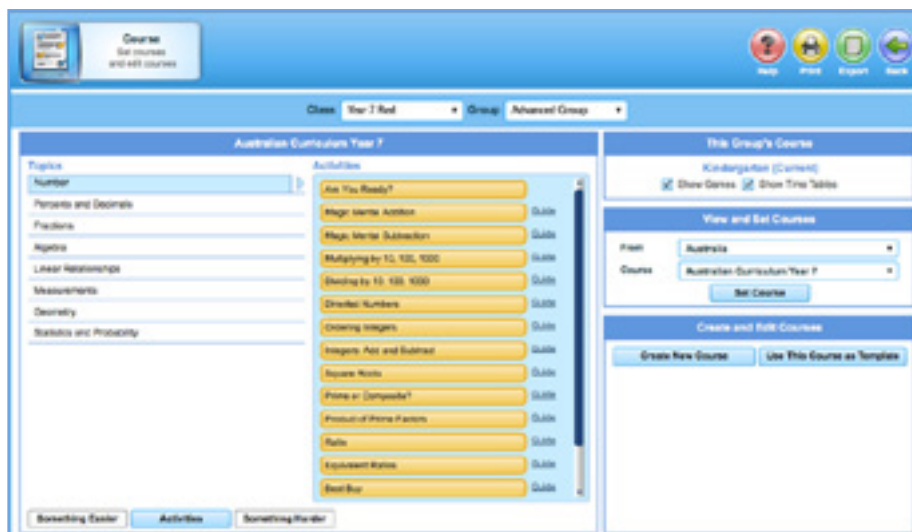 Course
Set courses
and edit courses
Help Print Export Back
Class Year 7 Red Group Advanced Group
Australian Curriculum Year 7
Topics
Number
Percents and Decimals
Fractions
Algebra
Linear Relationships
Measurements
Geometry
Statistics and Probability
Activities
Are You Ready?
Magic Mental Addition Guide
Magic Mental Subtraction Guide
Multiplying by 10, 100, 1000 Guide
Dividing by 10, 100, 1000 Guide
Directed Numbers Guide
Ordering Integers Guide
Integers: Add and Subtract Guide
Square Roots Guide
Prime or Composite? Guide
Product of Prime Factors Guide
Ratio Guide
Equivalent Ratios Guide
Best Buy Guide
Something Easier Activities Something Harder
This Group's Course
Kindergarten (Current)
Show Games Show Time Tables
View and Set Courses
From Australia
Course Australian Curriculum Year 7
Set Course
Create and Edit Courses
Create New Course Use This Course as Template